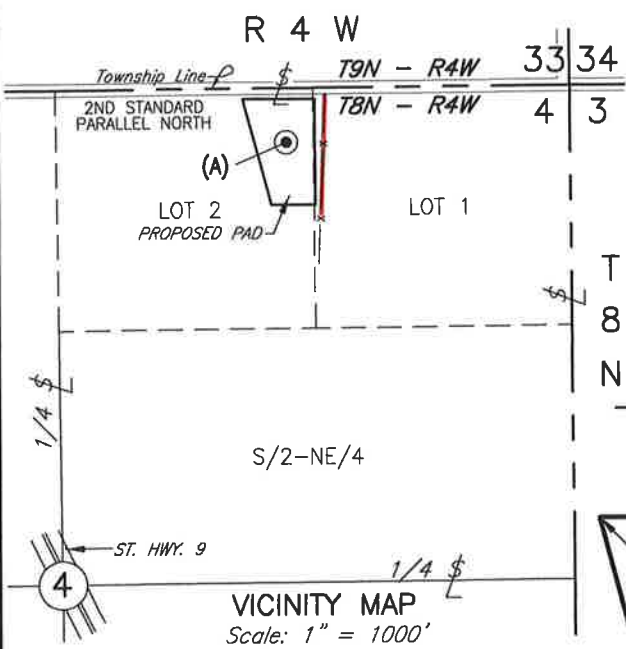 R 4 W
Township Line
T9N - R4W
33 34
2ND STANDARD
PARALLEL NORTH
T8N - R4W
4 3
(A)
LOT 2
PROPOSED PAD
LOT 1
T
8
N
1/4
S/2-NE/4
ST. HWY. 9
4
1/4
VICINITY MAP
Scale: 1" = 1000'